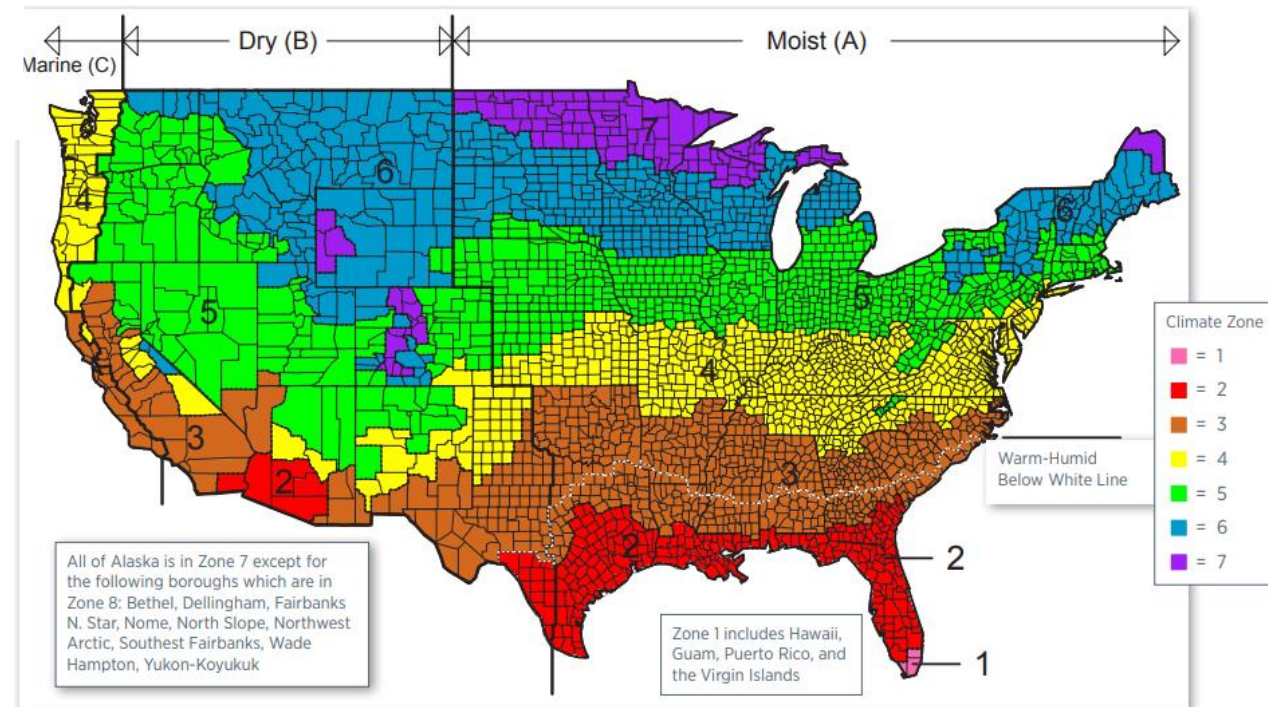 Dry (B)
Moist (A)
Marine (C)
7
6
6
6
4
5
5
4
3
3
2
2
2
1
Climate Zone
= 1
= 2
= 3
= 4
= 5
= 6
= 7
Warm-Humid
Below White Line
All of Alaska is in Zone 7 except for
the following boroughs which are in
Zone 8: Bethel, Dellingham, Fairbanks
N. Star, Nome, North Slope, Northwest
Arctic, Southest Fairbanks, Wade
Hampton, Yukon-Koyukuk
Zone 1 includes Hawaii,
Guam, Puerto Rico, and
the Virgin Islands